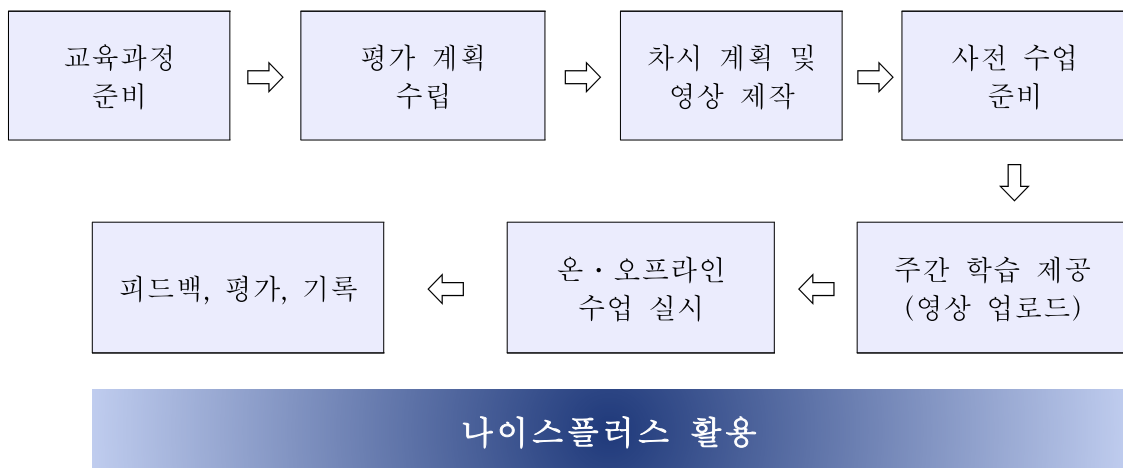 교육과정
준비
평가 계획
수립
차시 계획 및
영상 제작
사전 수업
준비
주간 학습 제공
(영상 업로드)
온・오프라인
수업 실시
피드백, 평가, 기록
나이스플러스 활용